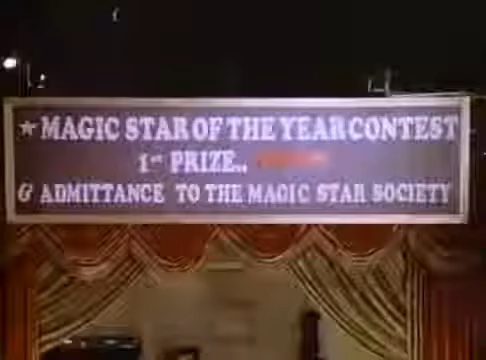 ★ MAGIC STAR OF THE YEAR CONTEST
1ST PRIZE..
& ADMITTANCE TO THE MAGIC STAR SOCIETY